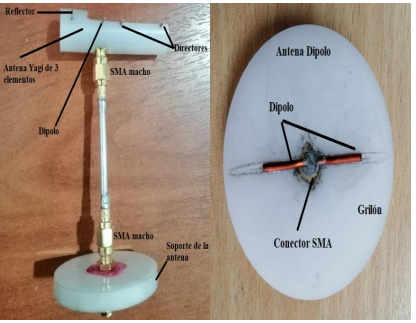 Reflector
Antena Yagi de 3
elementos
Directores
SMA macho
Dipolo
SMA macho
Soporte de la
antena
Antena Dipolo
Dipolo
Grilón
Conector SMA